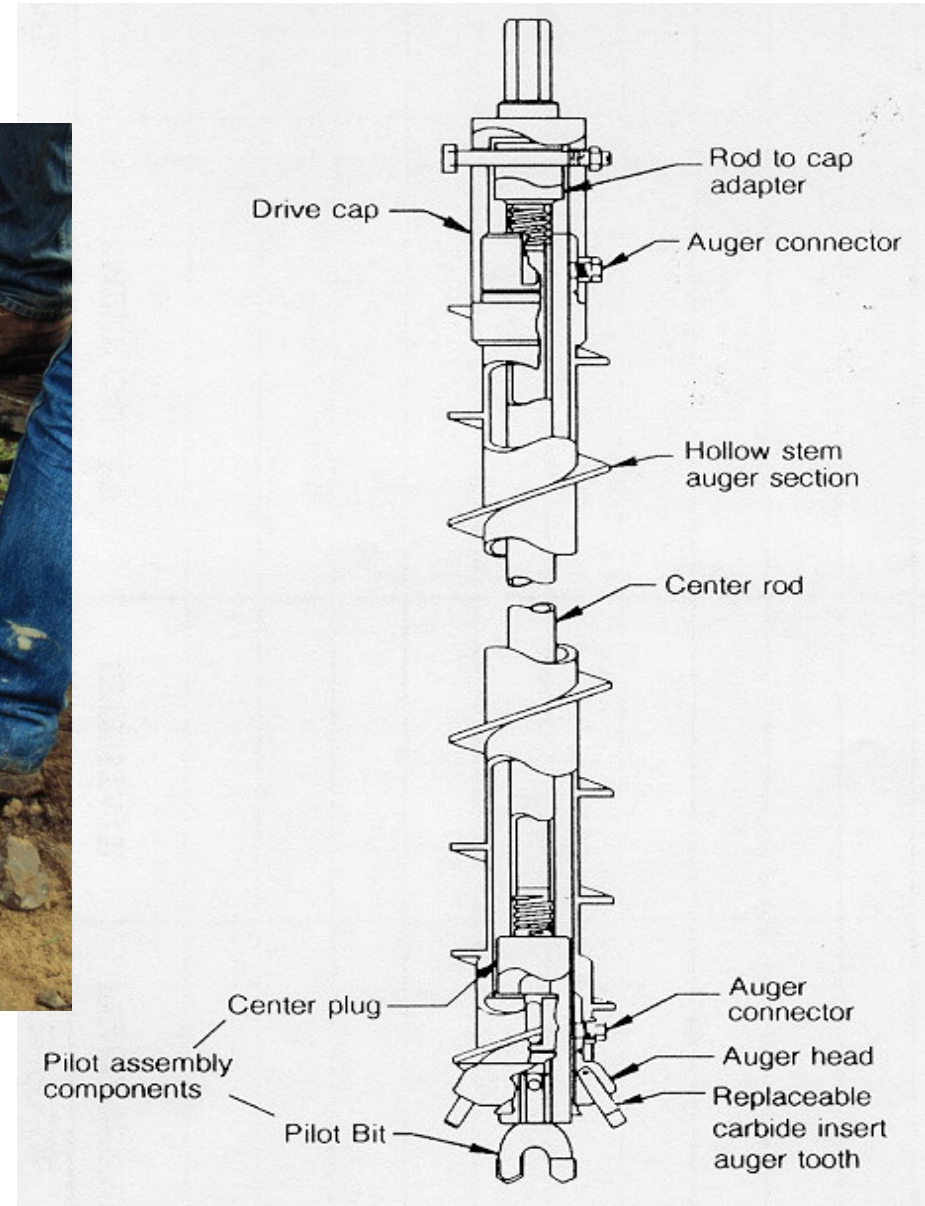 Rod to cap
adapter
Drive cap
Auger connector
Hollow stem
auger section
Center rod
Center plug
Auger
connector
Pilot assembly
components
Auger head
Replaceable
carbide insert
auger tooth
Pilot Bit